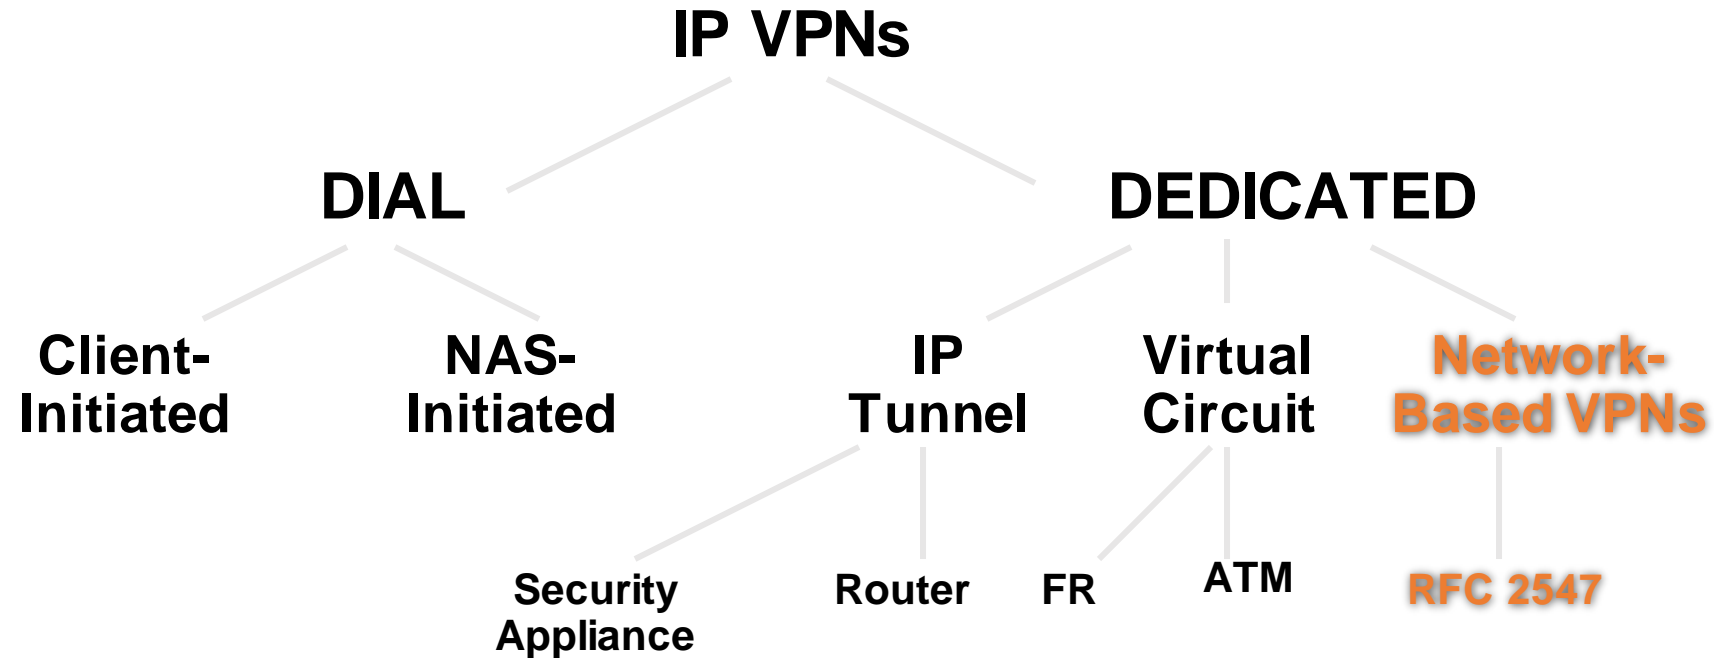 IP VPNs
DIAL
DEDICATED
Client-
Initiated
NAS-
Initiated
IP
Tunnel
Virtual
Circuit
Network-
Based VPNs
Security
Appliance
Router
FR
ATM
RFC 2547